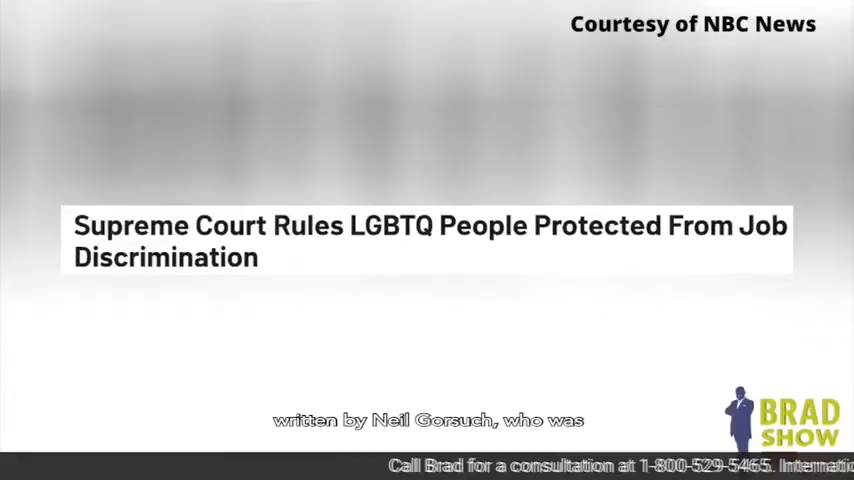 Courtesy of NBC News
Supreme Court Rules LGBTQ People Protected From Job
Discrimination
written by Neil Gorsuch, who was
BRAD
SHOW
Call Brad for a consultation at 1-800-529-5465. Internatio